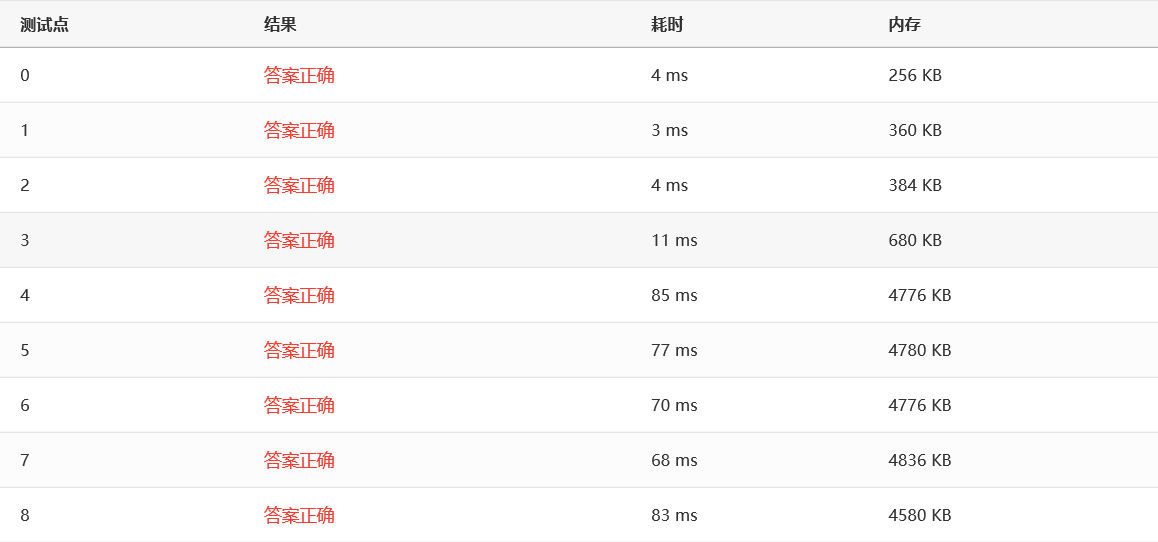 测试点 结果 耗时 内存
0 答案正确 4 ms 256 KB
1 答案正确 3 ms 360 KB
2 答案正确 4 ms 384 KB
3 答案正确 11 ms 680 KB
4 答案正确 85 ms 4776 KB
5 答案正确 77 ms 4780 KB
6 答案正确 70 ms 4776 KB
7 答案正确 68 ms 4836 KB
8 答案正确 83 ms 4580 KB